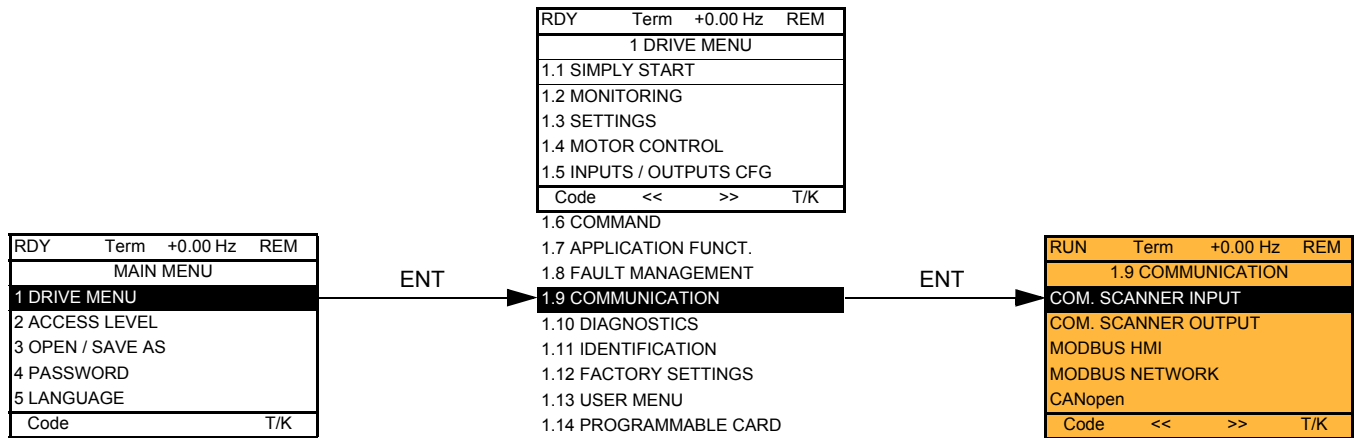 RDY Term +0.00 Hz REM
1 DRIVE MENU
1.1 SIMPLY START
1.2 MONITORING
1.3 SETTINGS
1.4 MOTOR CONTROL
1.5 INPUTS / OUTPUTS CFG
Code << >> T/K
1.6 COMMAND
1.7 APPLICATION FUNCT.
1.8 FAULT MANAGEMENT
1.9 COMMUNICATION
1.10 DIAGNOSTICS
1.11 IDENTIFICATION
1.12 FACTORY SETTINGS
1.13 USER MENU
1.14 PROGRAMMABLE CARD
RDY Term +0.00 Hz REM
MAIN MENU
1 DRIVE MENU
2 ACCESS LEVEL
3 OPEN / SAVE AS
4 PASSWORD
5 LANGUAGE
Code T/K
ENT
ENT
RUN Term +0.00 Hz REM
1.9 COMMUNICATION
COM. SCANNER INPUT
COM. SCANNER OUTPUT
MODBUS HMI
MODBUS NETWORK
CANopen
Code << >> T/K